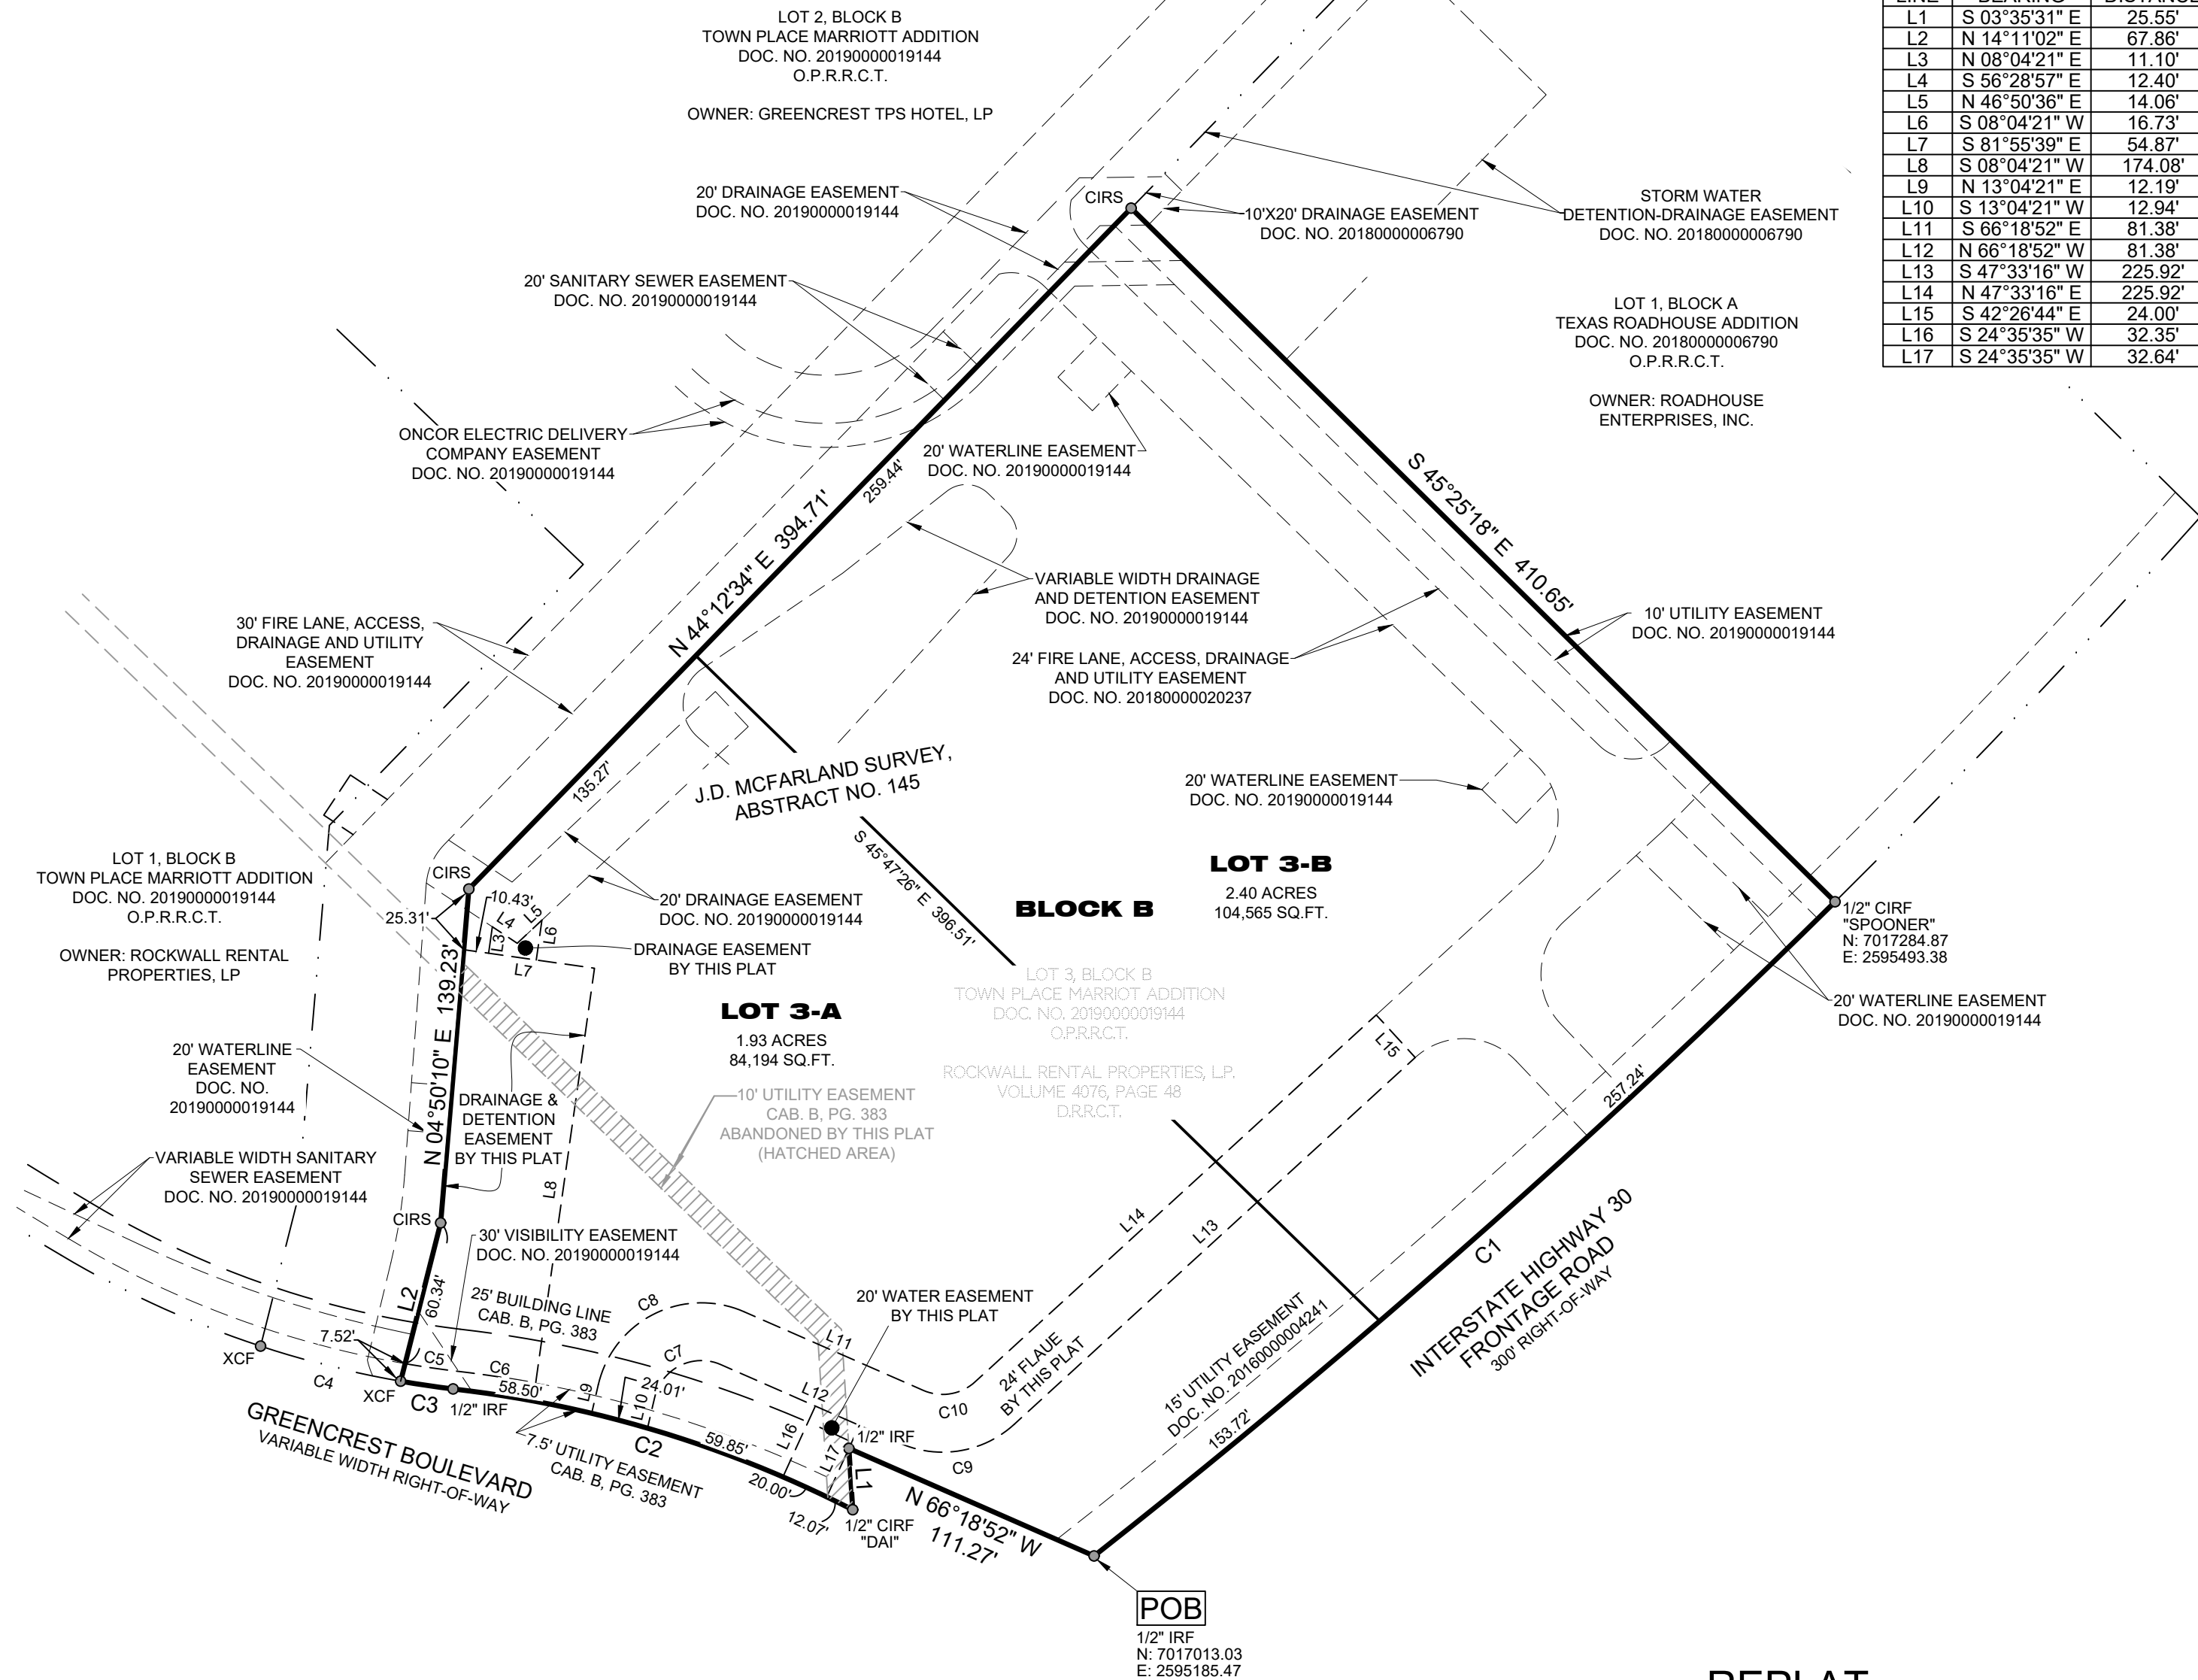 LOT 2, BLOCK B
TOWN PLACE MARRIOTT ADDITION
DOC. NO. 20190000019144
O.P.R.R.C.T.
OWNER: GREENCREST TPS HOTEL, LP
LINE BEARING DISTANCE
L1 S 03°35'31" E 25.55'
L2 N 14°11'02" E 67.86'
L3 N 08°04'21" E 11.10'
L4 S 56°28'57" E 12.40'
L5 N 46°50'36" E 14.06'
L6 S 08°04'21" W 16.73'
L7 S 81°55'39" E 54.87'
L8 S 08°04'21" W 174.08'
L9 N 13°04'21" E 12.19'
L10 S 13°04'21" W 12.94'
L11 S 66°18'52" E 81.38'
L12 N 66°18'52" W 81.38'
L13 S 47°33'16" W 225.92'
L14 N 47°33'16" E 225.92'
L15 S 42°26'44" E 24.00'
L16 S 24°35'35" W 32.35'
L17 S 24°35'35" W 32.64'
20' DRAINAGE EASEMENT
DOC. NO. 20190000019144
CIRS
10'X20' DRAINAGE EASEMENT
DOC. NO. 20180000006790
STORM WATER
DETENTION-DRAINAGE EASEMENT
DOC. NO. 20180000006790
20' SANITARY SEWER EASEMENT
DOC. NO. 20190000019144
LOT 1, BLOCK A
TEXAS ROADHOUSE ADDITION
DOC. NO. 20180000006790
O.P.R.R.C.T.
OWNER: ROADHOUSE
ENTERPRISES, INC.
ONCOR ELECTRIC DELIVERY
COMPANY EASEMENT
DOC. NO. 20190000019144
20' WATERLINE EASEMENT
DOC. NO. 20190000019144
259.44'
N 44°12'34" E 394.71'
S 45°25'18" E 410.65'
VARIABLE WIDTH DRAINAGE
AND DETENTION EASEMENT
DOC. NO. 20190000019144
10' UTILITY EASEMENT
DOC. NO. 20190000019144
30' FIRE LANE, ACCESS,
DRAINAGE AND UTILITY
EASEMENT
DOC. NO. 20190000019144
24' FIRE LANE, ACCESS, DRAINAGE
AND UTILITY EASEMENT
DOC. NO. 20180000020237
135.27'
J.D. MCFARLAND SURVEY,
ABSTRACT NO. 145
20' WATERLINE EASEMENT
DOC. NO. 20190000019144
S 45°47'26" E 396.51'
LOT 1, BLOCK B
TOWN PLACE MARRIOTT ADDITION
DOC. NO. 20190000019144
O.P.R.R.C.T.
OWNER: ROCKWALL RENTAL
PROPERTIES, LP
CIRS
25.31'
10.43'
L4
L5
L3
L6
L7
20' DRAINAGE EASEMENT
DOC. NO. 20190000019144
DRAINAGE EASEMENT
BY THIS PLAT
LOT 3-B
2.40 ACRES
104,565 SQ.FT.
BLOCK B
1/2" CIRF
"SPOONER"
N: 7017284.87
E: 2595493.38
LOT 3, BLOCK B
TOWN PLACE MARRIOT ADDITION
DOC. NO. 20190000019144
O.P.R.R.C.T.
ROCKWALL RENTAL PROPERTIES, L.P.
VOLUME 4076, PAGE 48
D.R.R.C.T.
LOT 3-A
1.93 ACRES
84,194 SQ.FT.
20' WATERLINE EASEMENT
DOC. NO. 20190000019144
20' WATERLINE
EASEMENT
DOC. NO.
20190000019144
N 04°50'10" E 139.23'
L15
257.24'
10' UTILITY EASEMENT
CAB. B, PG. 383
ABANDONED BY THIS PLAT
(HATCHED AREA)
DRAINAGE &
DETENTION
EASEMENT
BY THIS PLAT
VARIABLE WIDTH SANITARY
SEWER EASEMENT
DOC. NO. 20190000019144
L8
CIRS
30' VISIBILITY EASEMENT
DOC. NO. 20190000019144
L14
L13
C1
INTERSTATE HIGHWAY 30
FRONTAGE ROAD
300' RIGHT-OF-WAY
L2
60.34'
25' BUILDING LINE
CAB. B, PG. 383
C8
20' WATER EASEMENT
BY THIS PLAT
15' UTILITY EASEMENT
DOC. NO. 20160000004241
7.52'
XCF
C4
C5
C6
C7
L11
58.50'
24.01'
L9
L10
L12
24' FLAUE
BY THIS PLAT
C10
XCF
C3
1/2" IRF
GREENCREST BOULEVARD
VARIABLE WIDTH RIGHT-OF-WAY
7.5' UTILITY EASEMENT
CAB. B, PG. 383
C2
59.85'
L16
L17
1/2" IRF
L1
C9
153.72'
20.00'
12.07'
1/2" CIRF
"DAI"
N 66°18'52" W
111.27'
POB
1/2" IRF
N: 7017013.03
E: 2595185.47
REPLAT